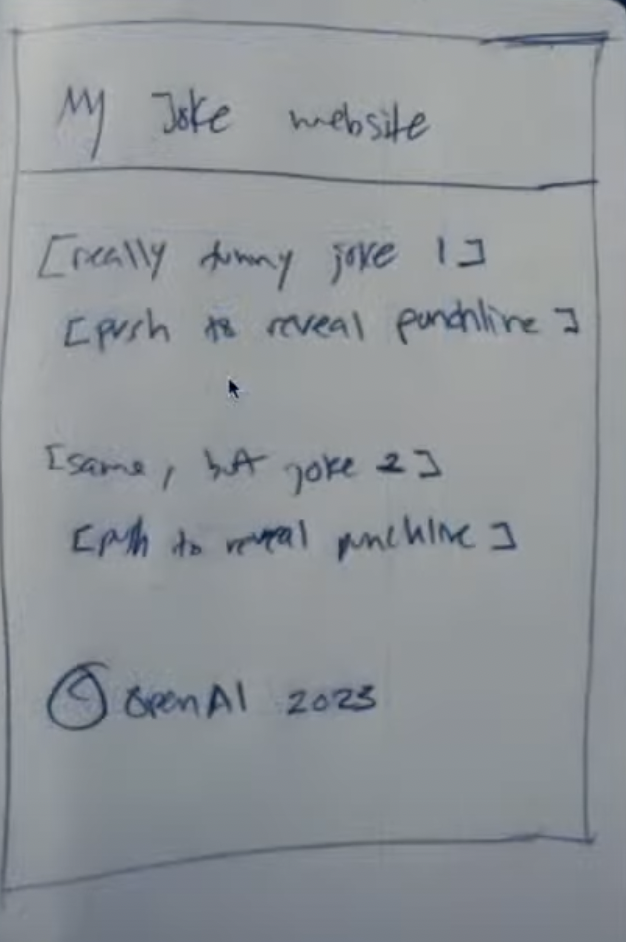 My Joke website
[really funny joke 1]
[push to reveal punchline]
[same, but joke 2]
[push to reveal punchline]
© OpenAI 2023